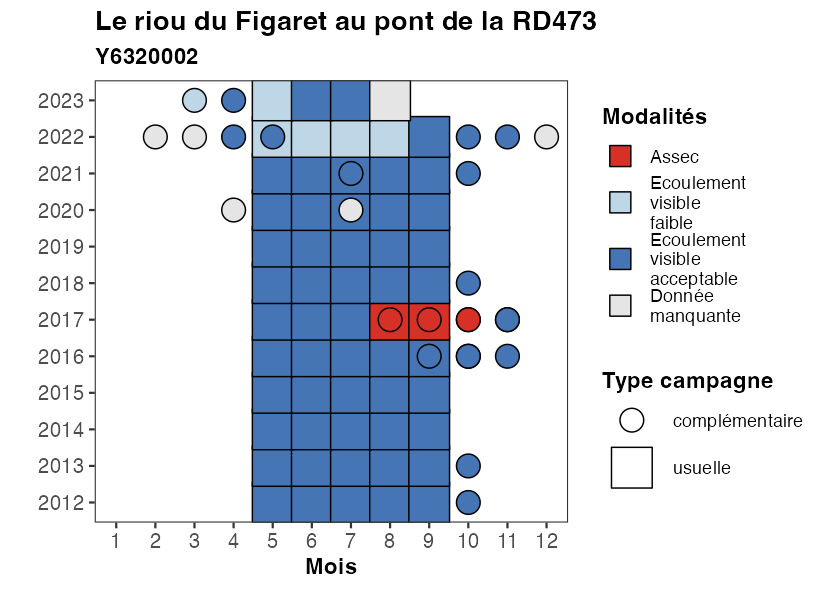 Le riou du Figaret au pont de la RD473
Y6320002
2023
2022
2021
2020
2019
2018
2017
2016
2015
2014
2013
2012
1 2 3 4 5 6 7 8 9 10 11 12
Mois
Modalités
Assec
Ecoulement
visible
faible
Ecoulement
visible
acceptable
Donnée
manquante
Type campagne
complémentaire
usuelle